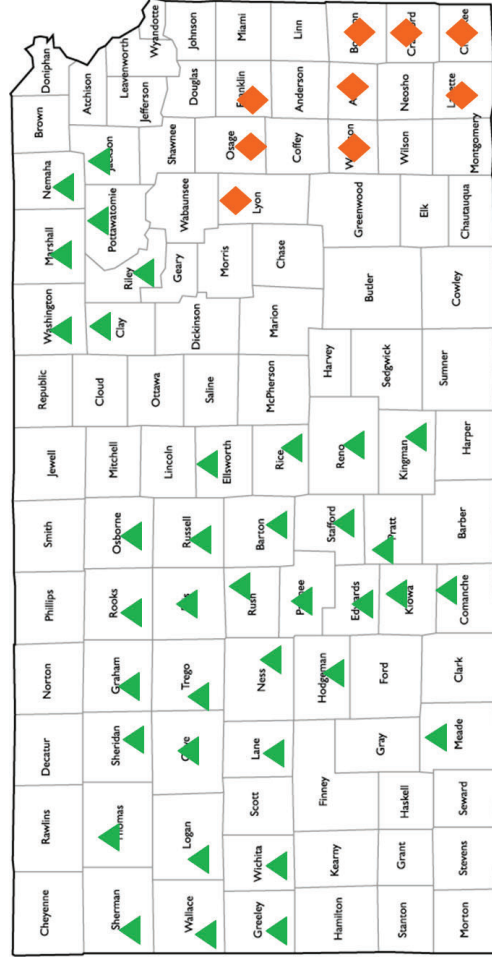 Cheyenne
Rawlins
Decatur
Norton
Phillips
Smith
Jewell
Republic
Washington
Marshall
Nemaha
Brown
Doniphan
Sherman
Thomas
Sheridan
Graham
Rooks
Osborne
Mitchell
Cloud
Clay
Riley
Pottawatomie
Jackson
Atchison
Jefferson
Leavenworth
Wyandotte
Wallace
Logan
Trego
Russell
Lincoln
Ottawa
Ellsworth
Saline
Dickinson
Geary
Wabaunsee
Shawnee
Douglas
Johnson
Greeley
Wichita
Scott
Lane
Ness
Rush
Barton
Rice
McPherson
Marion
Morris
Chase
Lyon
Osage
Franklin
Miami
Coffey
Anderson
Linn
Hamilton
Kearny
Finney
Hodgeman
Edwards
Stafford
Reno
Harvey
Butler
Greenwood
Stanton
Grant
Haskell
Gray
Ford
Kiowa
Pratt
Kingman
Sedgwick
Elk
Wilson
Neosho
Morton
Stevens
Seward
Meade
Clark
Comanche
Barber
Harper
Sumner
Cowley
Chautauqua
Montgomery